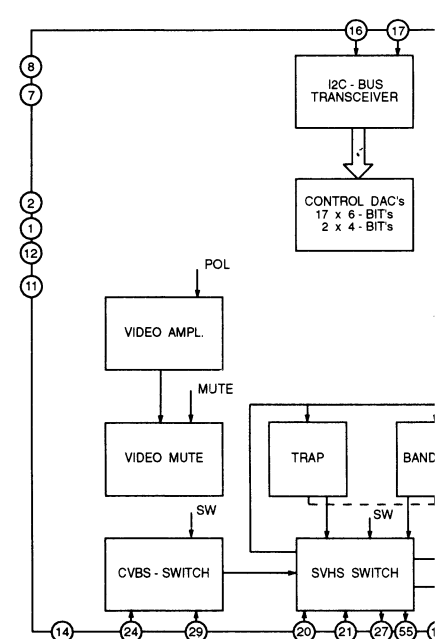 16 17
8
7
I2C - BUS
TRANSCEIVER
CONTROL DAC's
17 x 6 - BIT's
2 x 4 - BIT's
2
1
12
11
POL
VIDEO AMPL.
MUTE
VIDEO MUTE
TRAP
BAND
SW
SW
CVBS - SWITCH
SVHS SWITCH
14 24 29 20 21 27 55